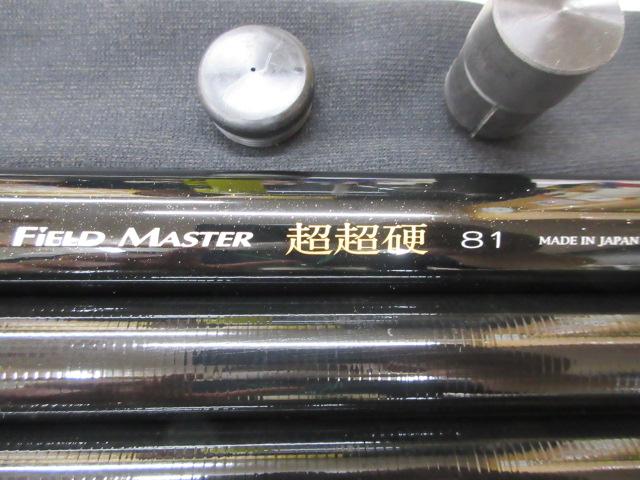 FIELD MASTER 超超硬 81 MADE IN JAPAN